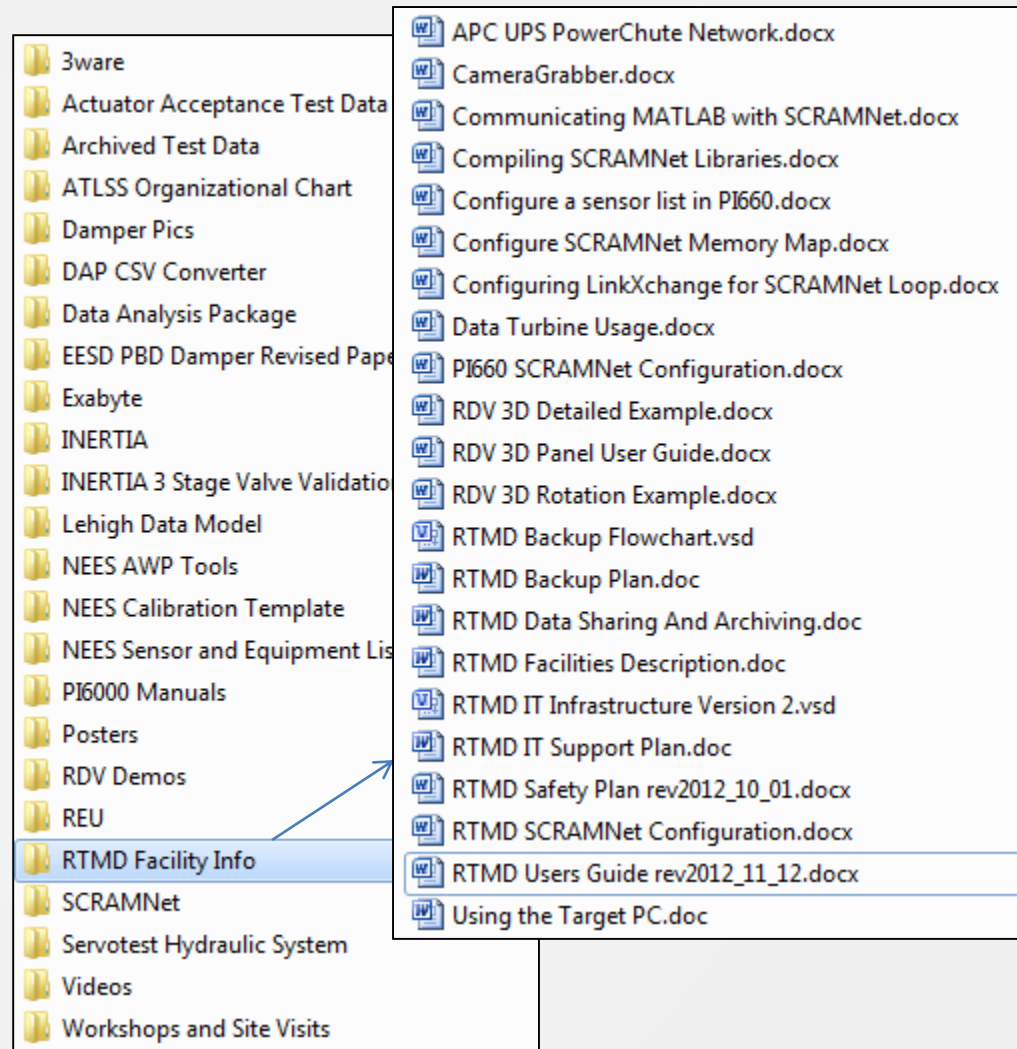 3ware
Actuator Acceptance Test Data
Archived Test Data
ATLSS Organizational Chart
Damper Pics
DAP CSV Converter
Data Analysis Package
EESD PBD Damper Revised Pape
Exabyte
INERTIA
INERTIA 3 Stage Valve Validatio
Lehigh Data Model
NEES AWP Tools
NEES Calibration Template
NEES Sensor and Equipment Lis
PI6000 Manuals
Posters
RDV Demos
REU
RTMD Facility Info
SCRAMNet
Servotest Hydraulic System
Videos
Workshops and Site Visits
APC UPS PowerChute Network.docx
CameraGrabber.docx
Communicating MATLAB with SCRAMNet.docx
Compiling SCRAMNet Libraries.docx
Configure a sensor list in PI660.docx
Configure SCRAMNet Memory Map.docx
Configuring LinkXchange for SCRAMNet Loop.docx
Data Turbine Usage.docx
PI660 SCRAMNet Configuration.docx
RDV 3D Detailed Example.docx
RDV 3D Panel User Guide.docx
RDV 3D Rotation Example.docx
RTMD Backup Flowchart.vsd
RTMD Backup Plan.doc
RTMD Data Sharing And Archiving.doc
RTMD Facilities Description.doc
RTMD IT Infrastructure Version 2.vsd
RTMD IT Support Plan.doc
RTMD Safety Plan rev2012_10_01.docx
RTMD SCRAMNet Configuration.docx
RTMD Users Guide rev2012_11_12.docx
Using the Target PC.doc